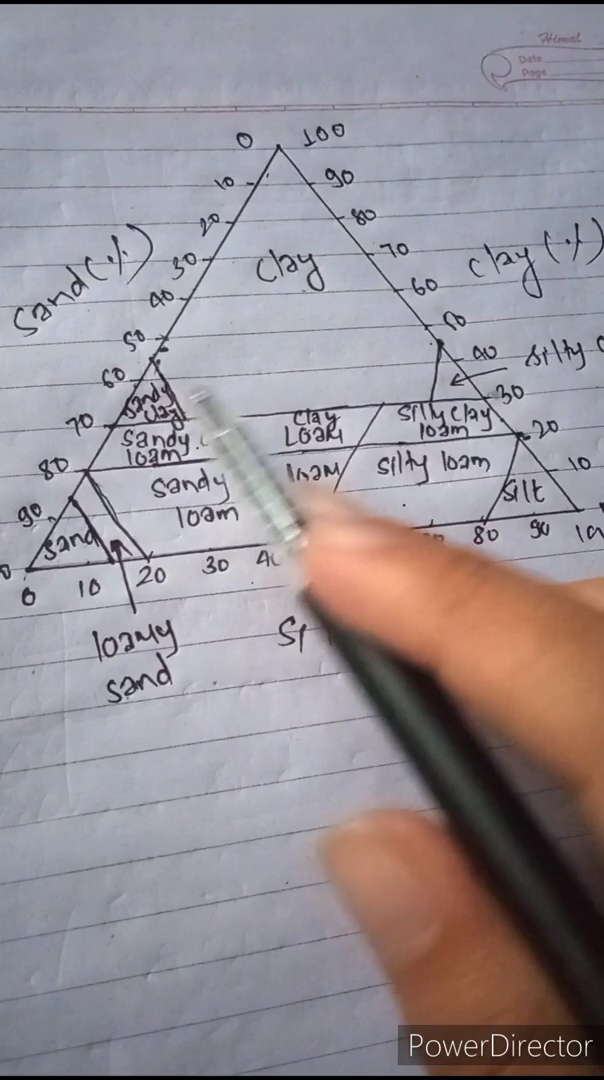 Himal
Date
Page
0 100
10 90
20 80
30 70
40 60
50 50
60 40
70 30
80 20
90 10
Sand (%)
Clay (%)
Clay
Silty
Sandy
Clay
Sandy
loam
Clay
Loam
Silty Clay
loam
Sandy
loam
loam
Silty loam
Silt
Sand
0 10 20 30 80 90
loamy
sand
PowerDirector